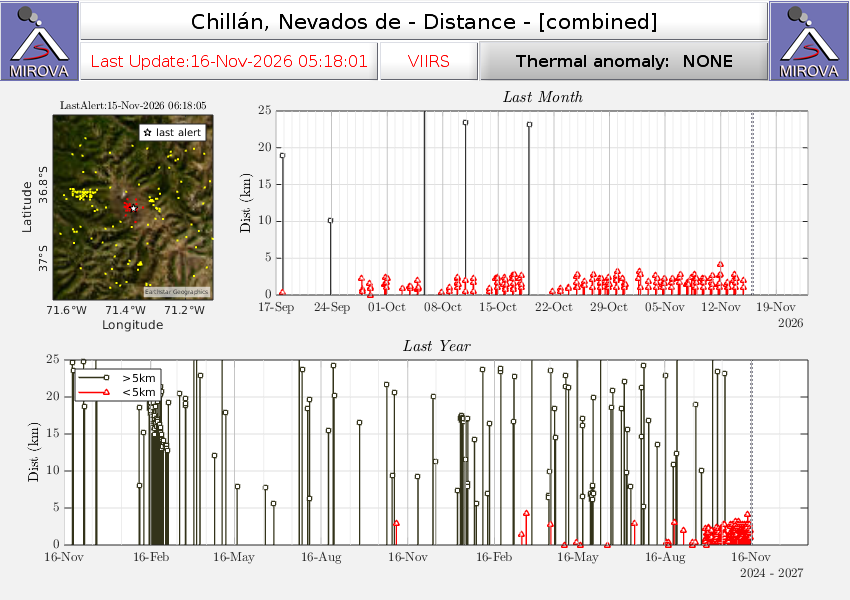 Chillán, Nevados de - Distance - [combined]
MIROVA
Last Update:16-Nov-2026 05:18:01
VIIRS
Thermal anomaly: NONE
MIROVA
LastAlert:15-Nov-2026 06:18:05
last alert
Latitude
36.8°S
37°S
Earthstar Geographics
71.6°W 71.4°W 71.2°W
Longitude
Last Month
Dist (km)
25
20
15
10
5
0
17-Sep 24-Sep 01-Oct 08-Oct 15-Oct 22-Oct 29-Oct 05-Nov 12-Nov 19-Nov
2026
Last Year
Dist (km)
25
20
15
10
5
0
>5km
<5km
16-Nov 16-Feb 16-May 16-Aug 16-Nov 16-Feb 16-May 16-Aug 16-Nov
2024 - 2027